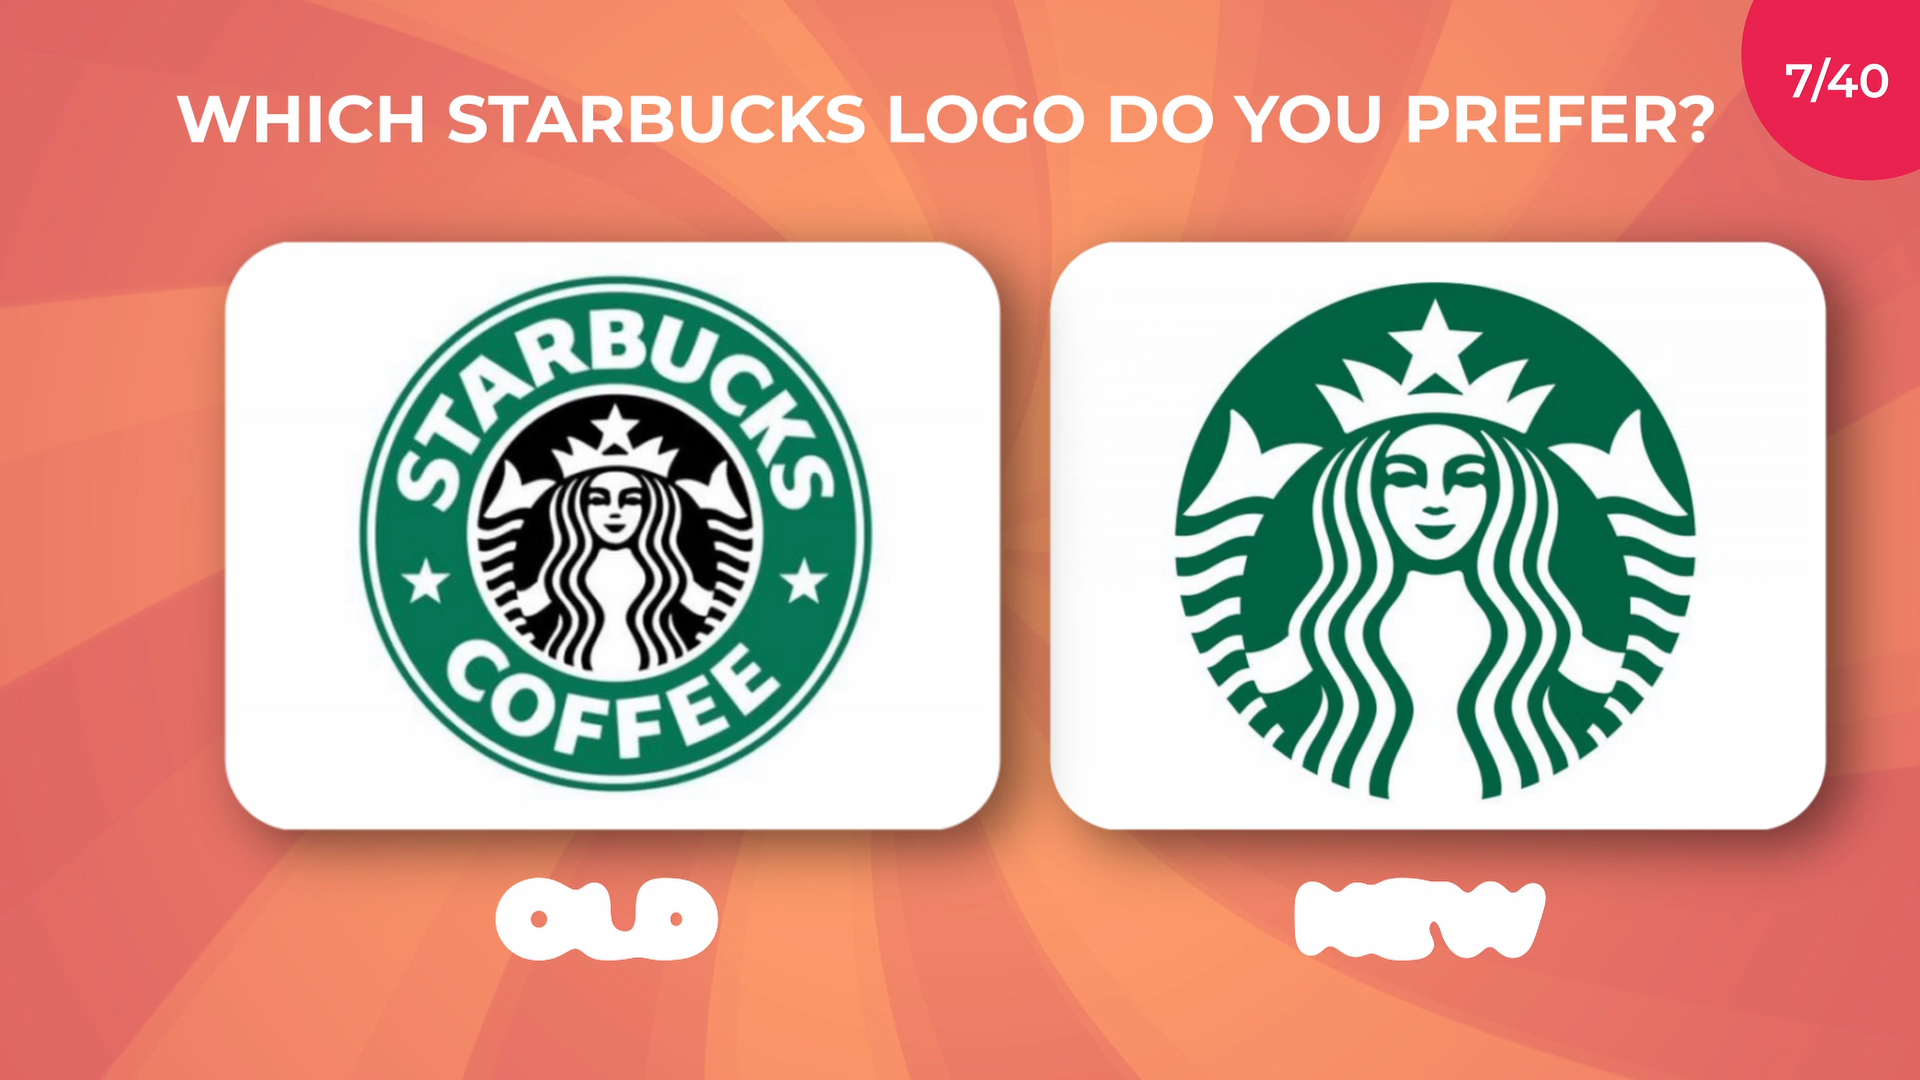 7/40
WHICH STARBUCKS LOGO DO YOU PREFER?
STARBUCKS
COFFEE
OLD
NEW